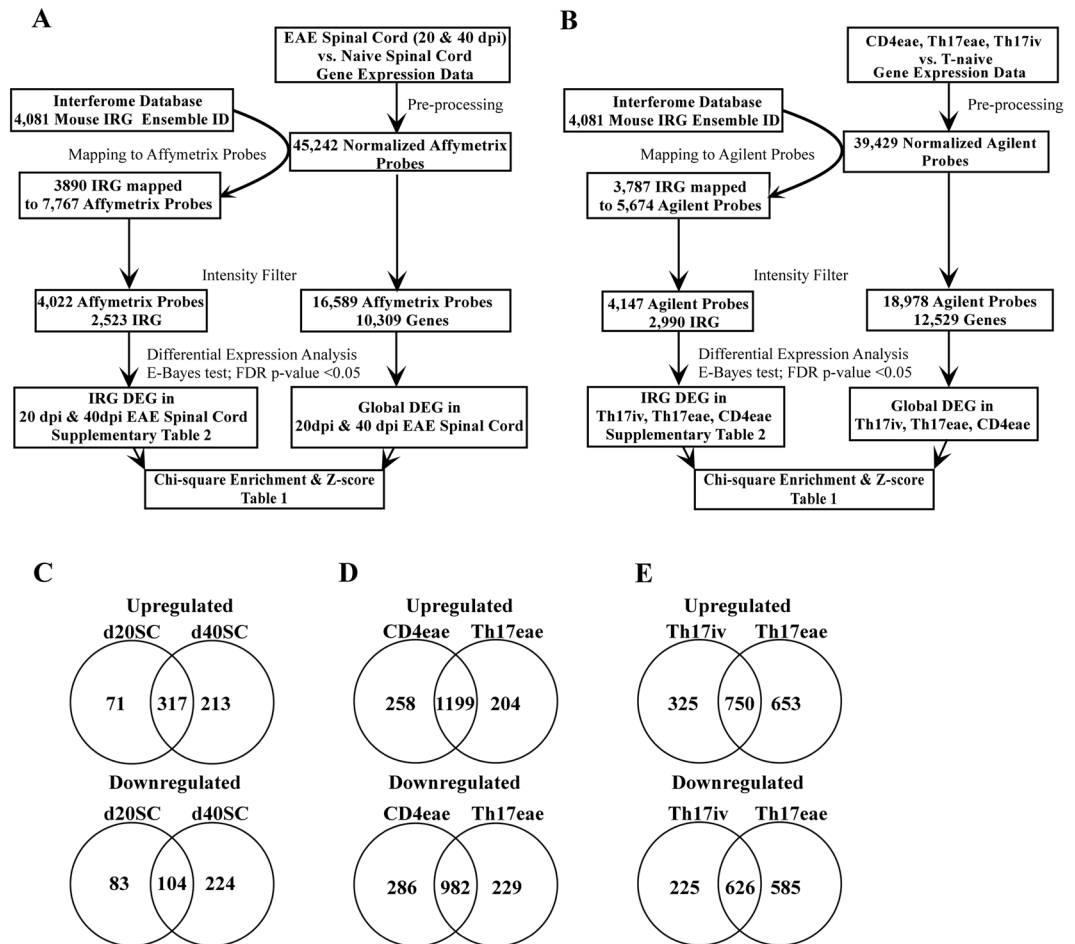 A
EAE Spinal Cord (20 & 40 dpi)
vs. Naive Spinal Cord
Gene Expression Data
Pre-processing
Interferome Database
4,081 Mouse IRG Ensemble ID
45,242 Normalized Affymetrix
Probes
Mapping to Affymetrix Probes
3890 IRG mapped
to 7,767 Affymetrix Probes
Intensity Filter
4,022 Affymetrix Probes
2,523 IRG
16,589 Affymetrix Probes
10,309 Genes
Differential Expression Analysis
E-Bayes test; FDR p-value <0.05
IRG DEG in
20 dpi & 40dpi EAE Spinal Cord
Supplementary Table 2
Global DEG in
20dpi & 40 dpi EAE Spinal Cord
Chi-square Enrichment & Z-score
Table 1
B
CD4eae, Th17eae, Th17iv
vs. T-naive
Gene Expression Data
Pre-processing
Interferome Database
4,081 Mouse IRG Ensemble ID
39,429 Normalized Agilent
Probes
Mapping to Agilent Probes
3,787 IRG mapped
to 5,674 Agilent Probes
Intensity Filter
4,147 Agilent Probes
2,990 IRG
18,978 Agilent Probes
12,529 Genes
Differential Expression Analysis
E-Bayes test; FDR p-value <0.05
IRG DEG in
Th17iv, Th17eae, CD4eae
Supplementary Table 2
Global DEG in
Th17iv, Th17eae, CD4eae
Chi-square Enrichment & Z-score
Table 1
C
Upregulated
d20SC d40SC
71 317 213
Downregulated
d20SC d40SC
83 104 224
D
Upregulated
CD4eae Th17eae
258 1199 204
Downregulated
CD4eae Th17eae
286 982 229
E
Upregulated
Th17iv Th17eae
325 750 653
Downregulated
Th17iv Th17eae
225 626 585